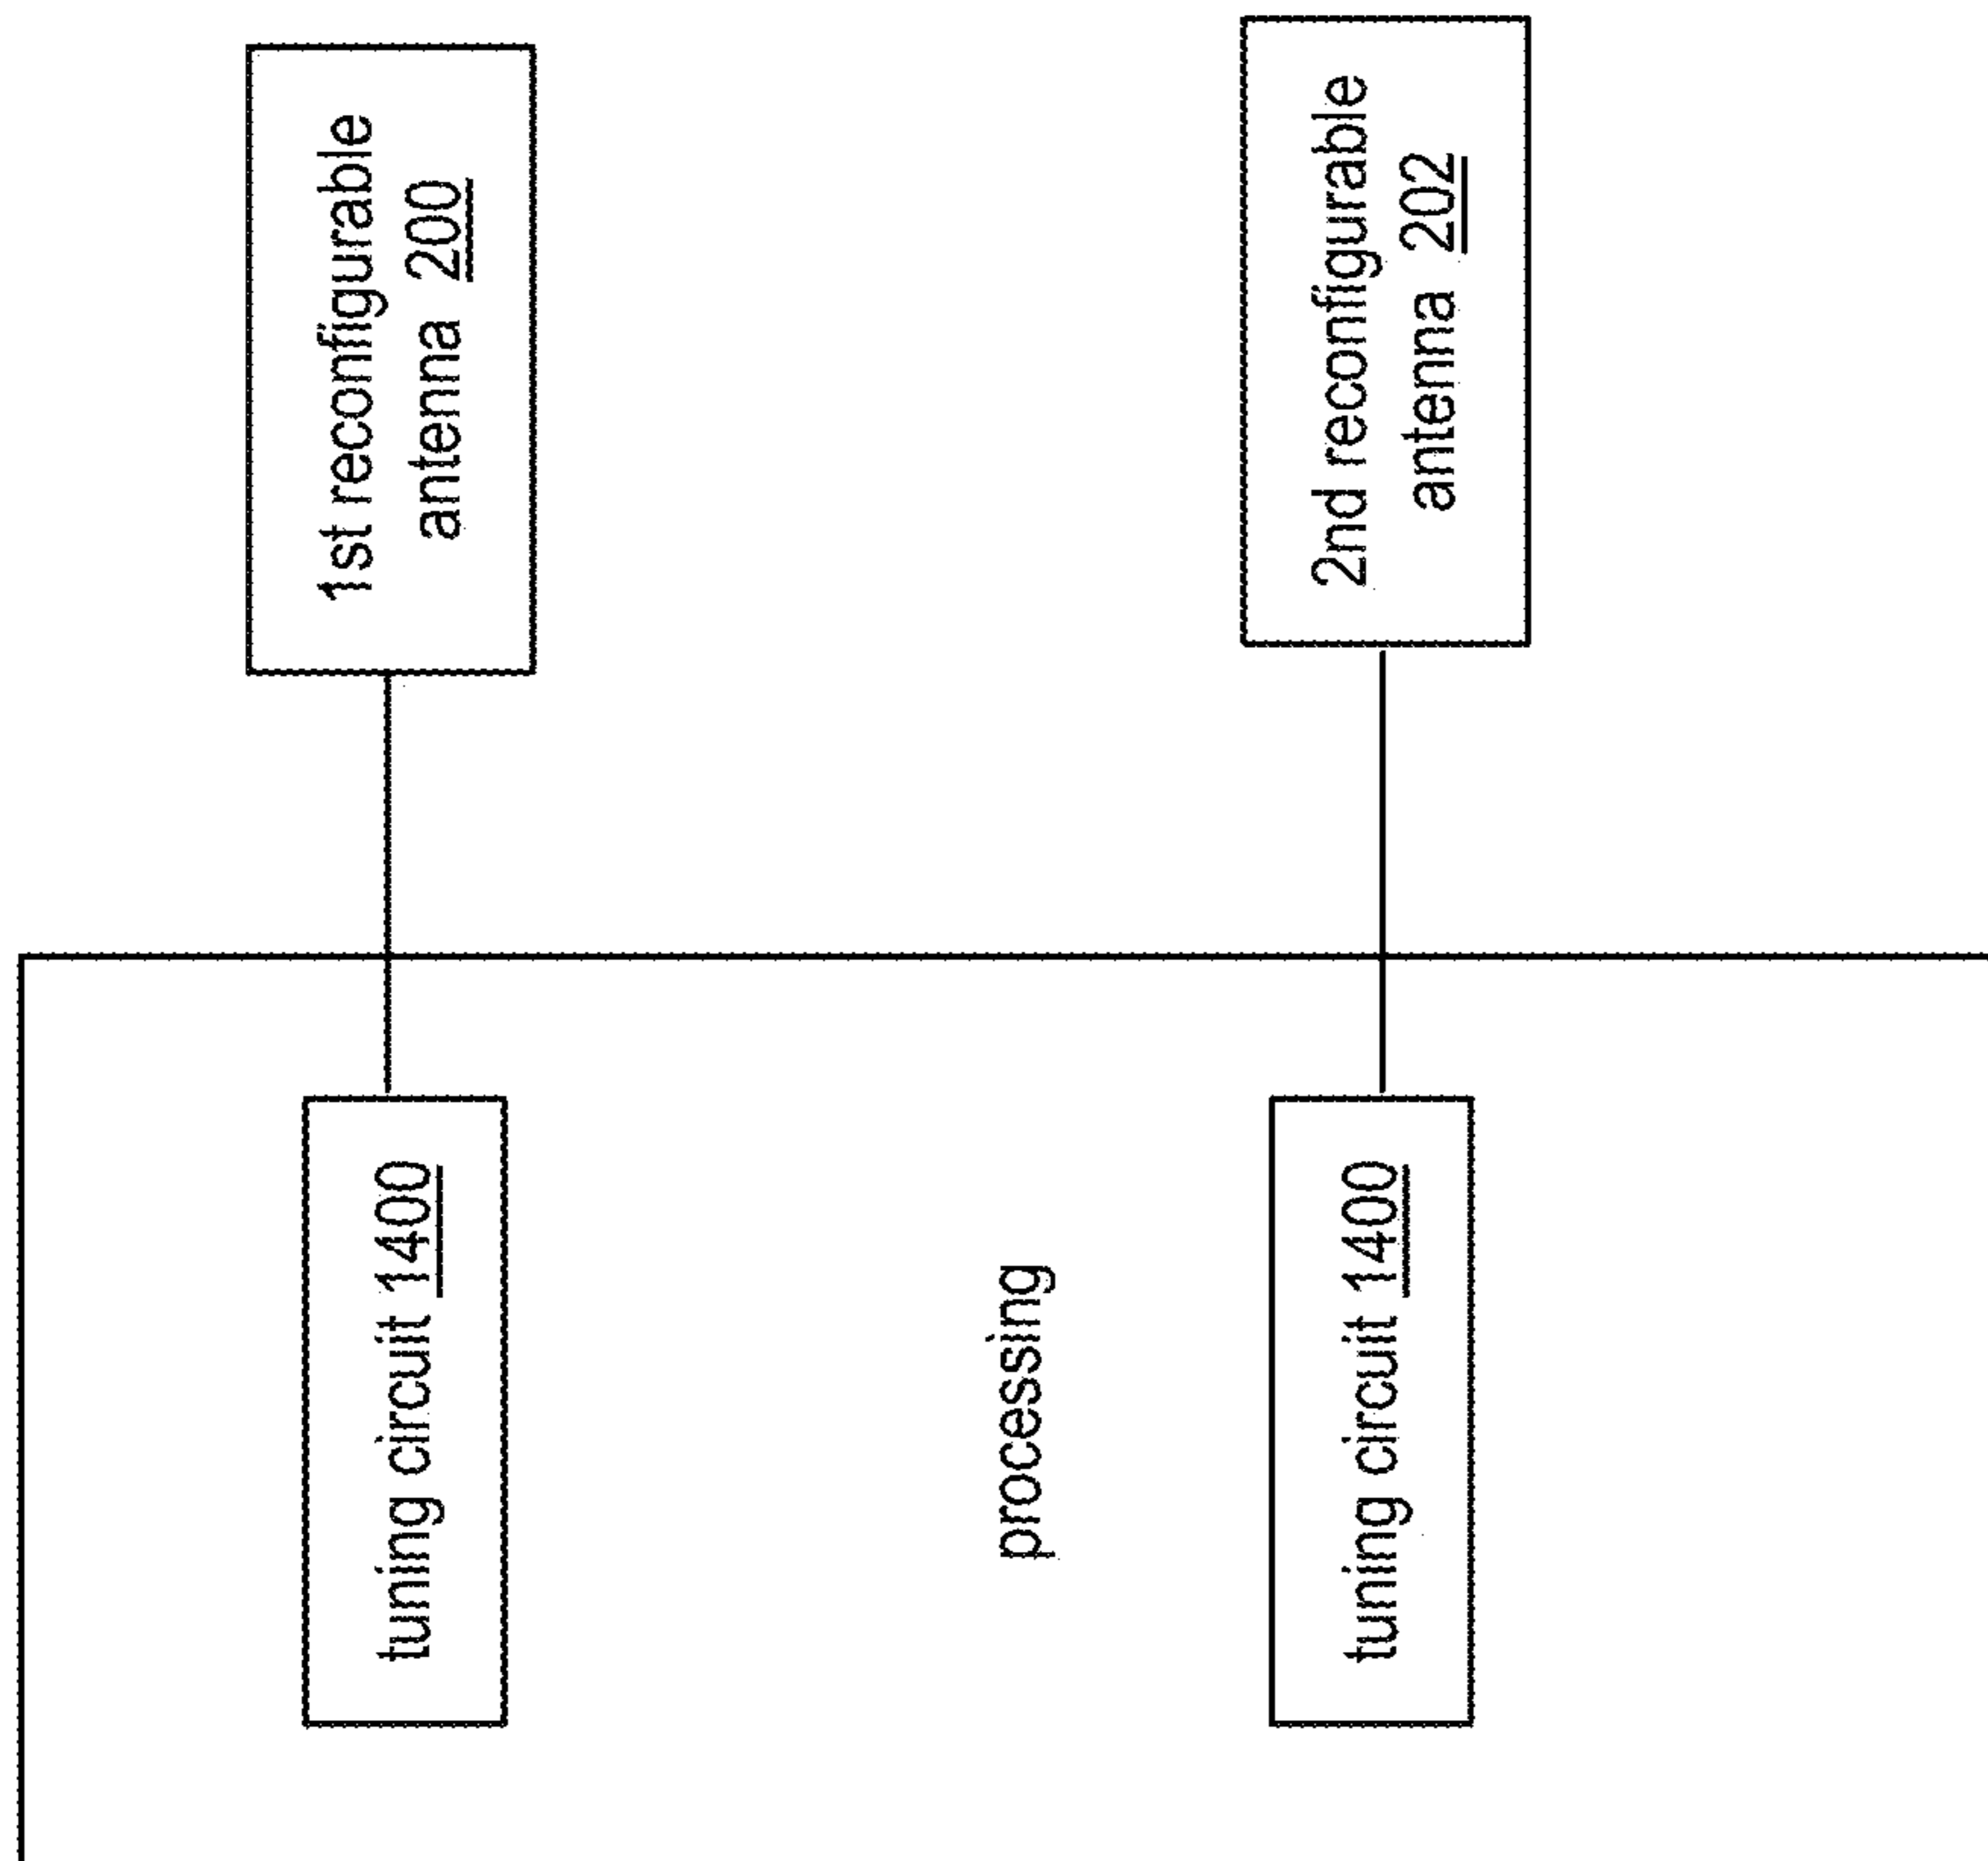 1st reconfigurable
antenna 200
2nd reconfigurable
antenna 202
tuning circuit 1400
processing
tuning circuit 1400